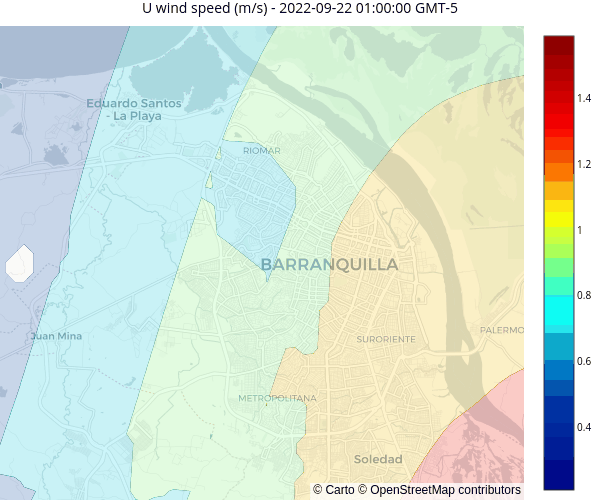 U wind speed (m/s) - 2022-09-22 01:00:00 GMT-5
Eduardo Santos
- La Playa
RIOMAR
BARRANQUILLA
Juan Mina
SURORIENTE
PALERMO
METROPOLITANA
Soledad
© Carto © OpenStreetMap contributors
1.4
1.2
1
0.8
0.6
0.4